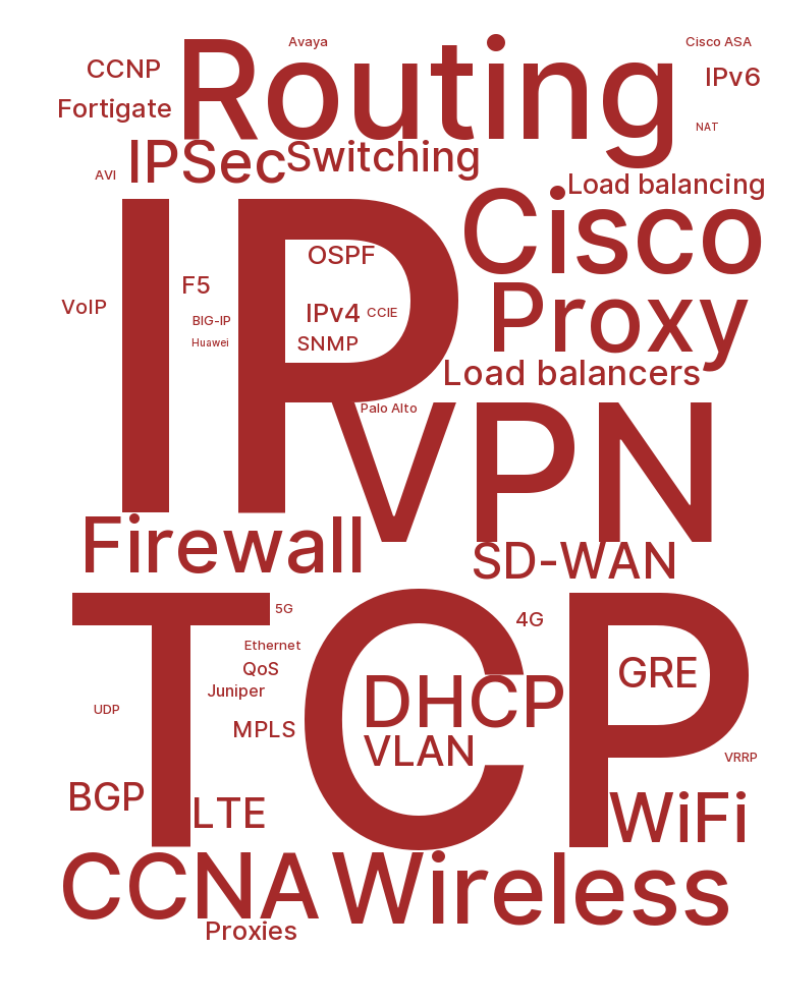 Avaya
Cisco ASA
Routing
CCNP
IPv6
Fortigate
NAT
IPSec
Switching
AVI
Load balancing
IP
Cisco
OSPF
F5
VoIP
IPv4
CCIE
Proxy
BIG-IP
Huawei
SNMP
Load balancers
Palo Alto
VPN
Firewall
SD-WAN
TCP
5G
4G
Ethernet
QoS
GRE
Juniper
DHCP
UDP
MPLS
VLAN
VRRP
BGP
LTE
WiFi
CCNA
Wireless
Proxies